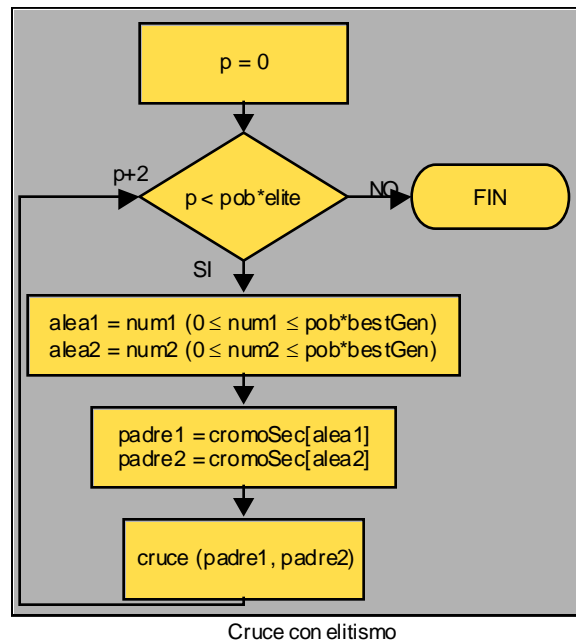 p = 0
p+2
p < pob*elite
NO
FIN
SI
alea1 = num1 (0 ≤ num1 ≤ pob*bestGen)
alea2 = num2 (0 ≤ num2 ≤ pob*bestGen)
padre1 = cromoSec[alea1]
padre2 = cromoSec[alea2]
cruce (padre1, padre2)
Cruce con elitismo